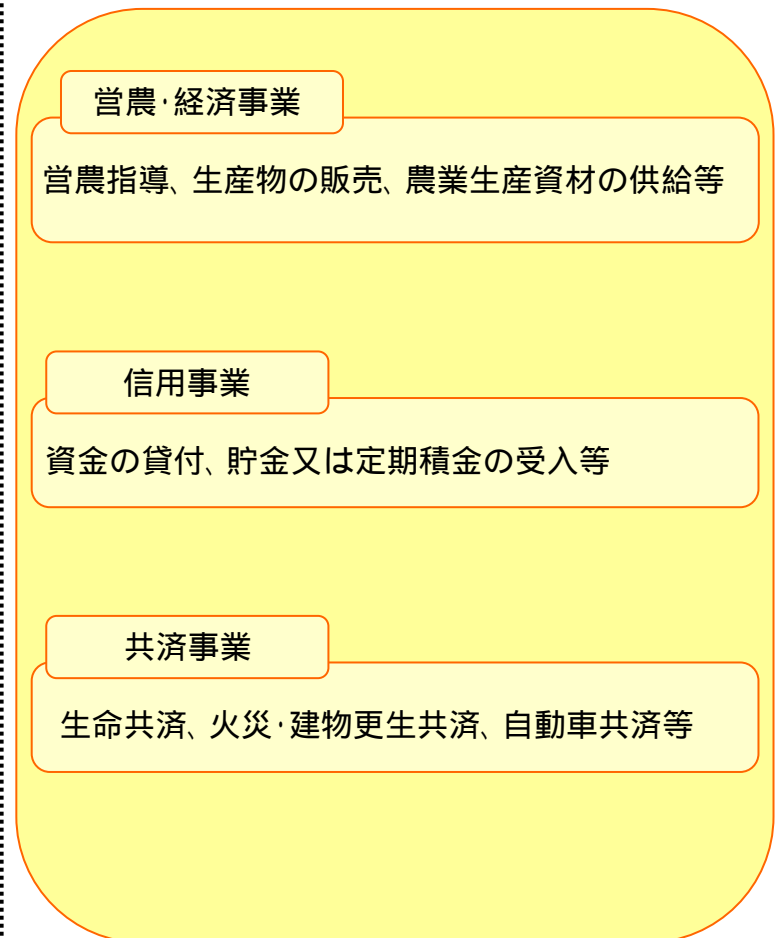 営農・経済事業
営農指導、生産物の販売、農業生産資材の供給等
信用事業
資金の貸付、貯金又は定期積金の受入等
共済事業
生命共済、火災・建物更生共済、自動車共済等